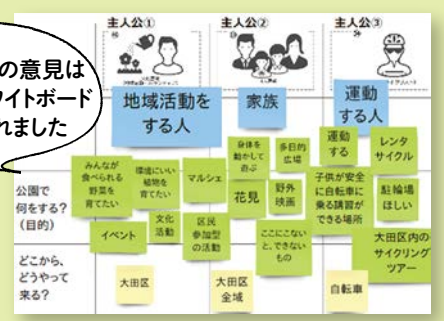 の意見は
イトボード
れました
主人公①
主人公②
主人公③
地域活動を
する人
家族
運動
する人
みんなが
食べられる
野菜を
育てたい
環境にいい
植物を
育てたい
マルシェ
身体を
動かして
遊ぶ
多目的
広場
運動
する
レンタ
サイクル
公園で
何をする?
(目的)
イベント
文化
活動
区民
参加型
の活動
花見
野外
映画
子供が安全
に自転車に
乗る講習が
できる場所
駐輪場
ほしい
ここにこない
と、できない
もの
大田区内の
サイクリング
ツアー
どこから、
どうやって
来る?
大田区
大田区
全域
自転車